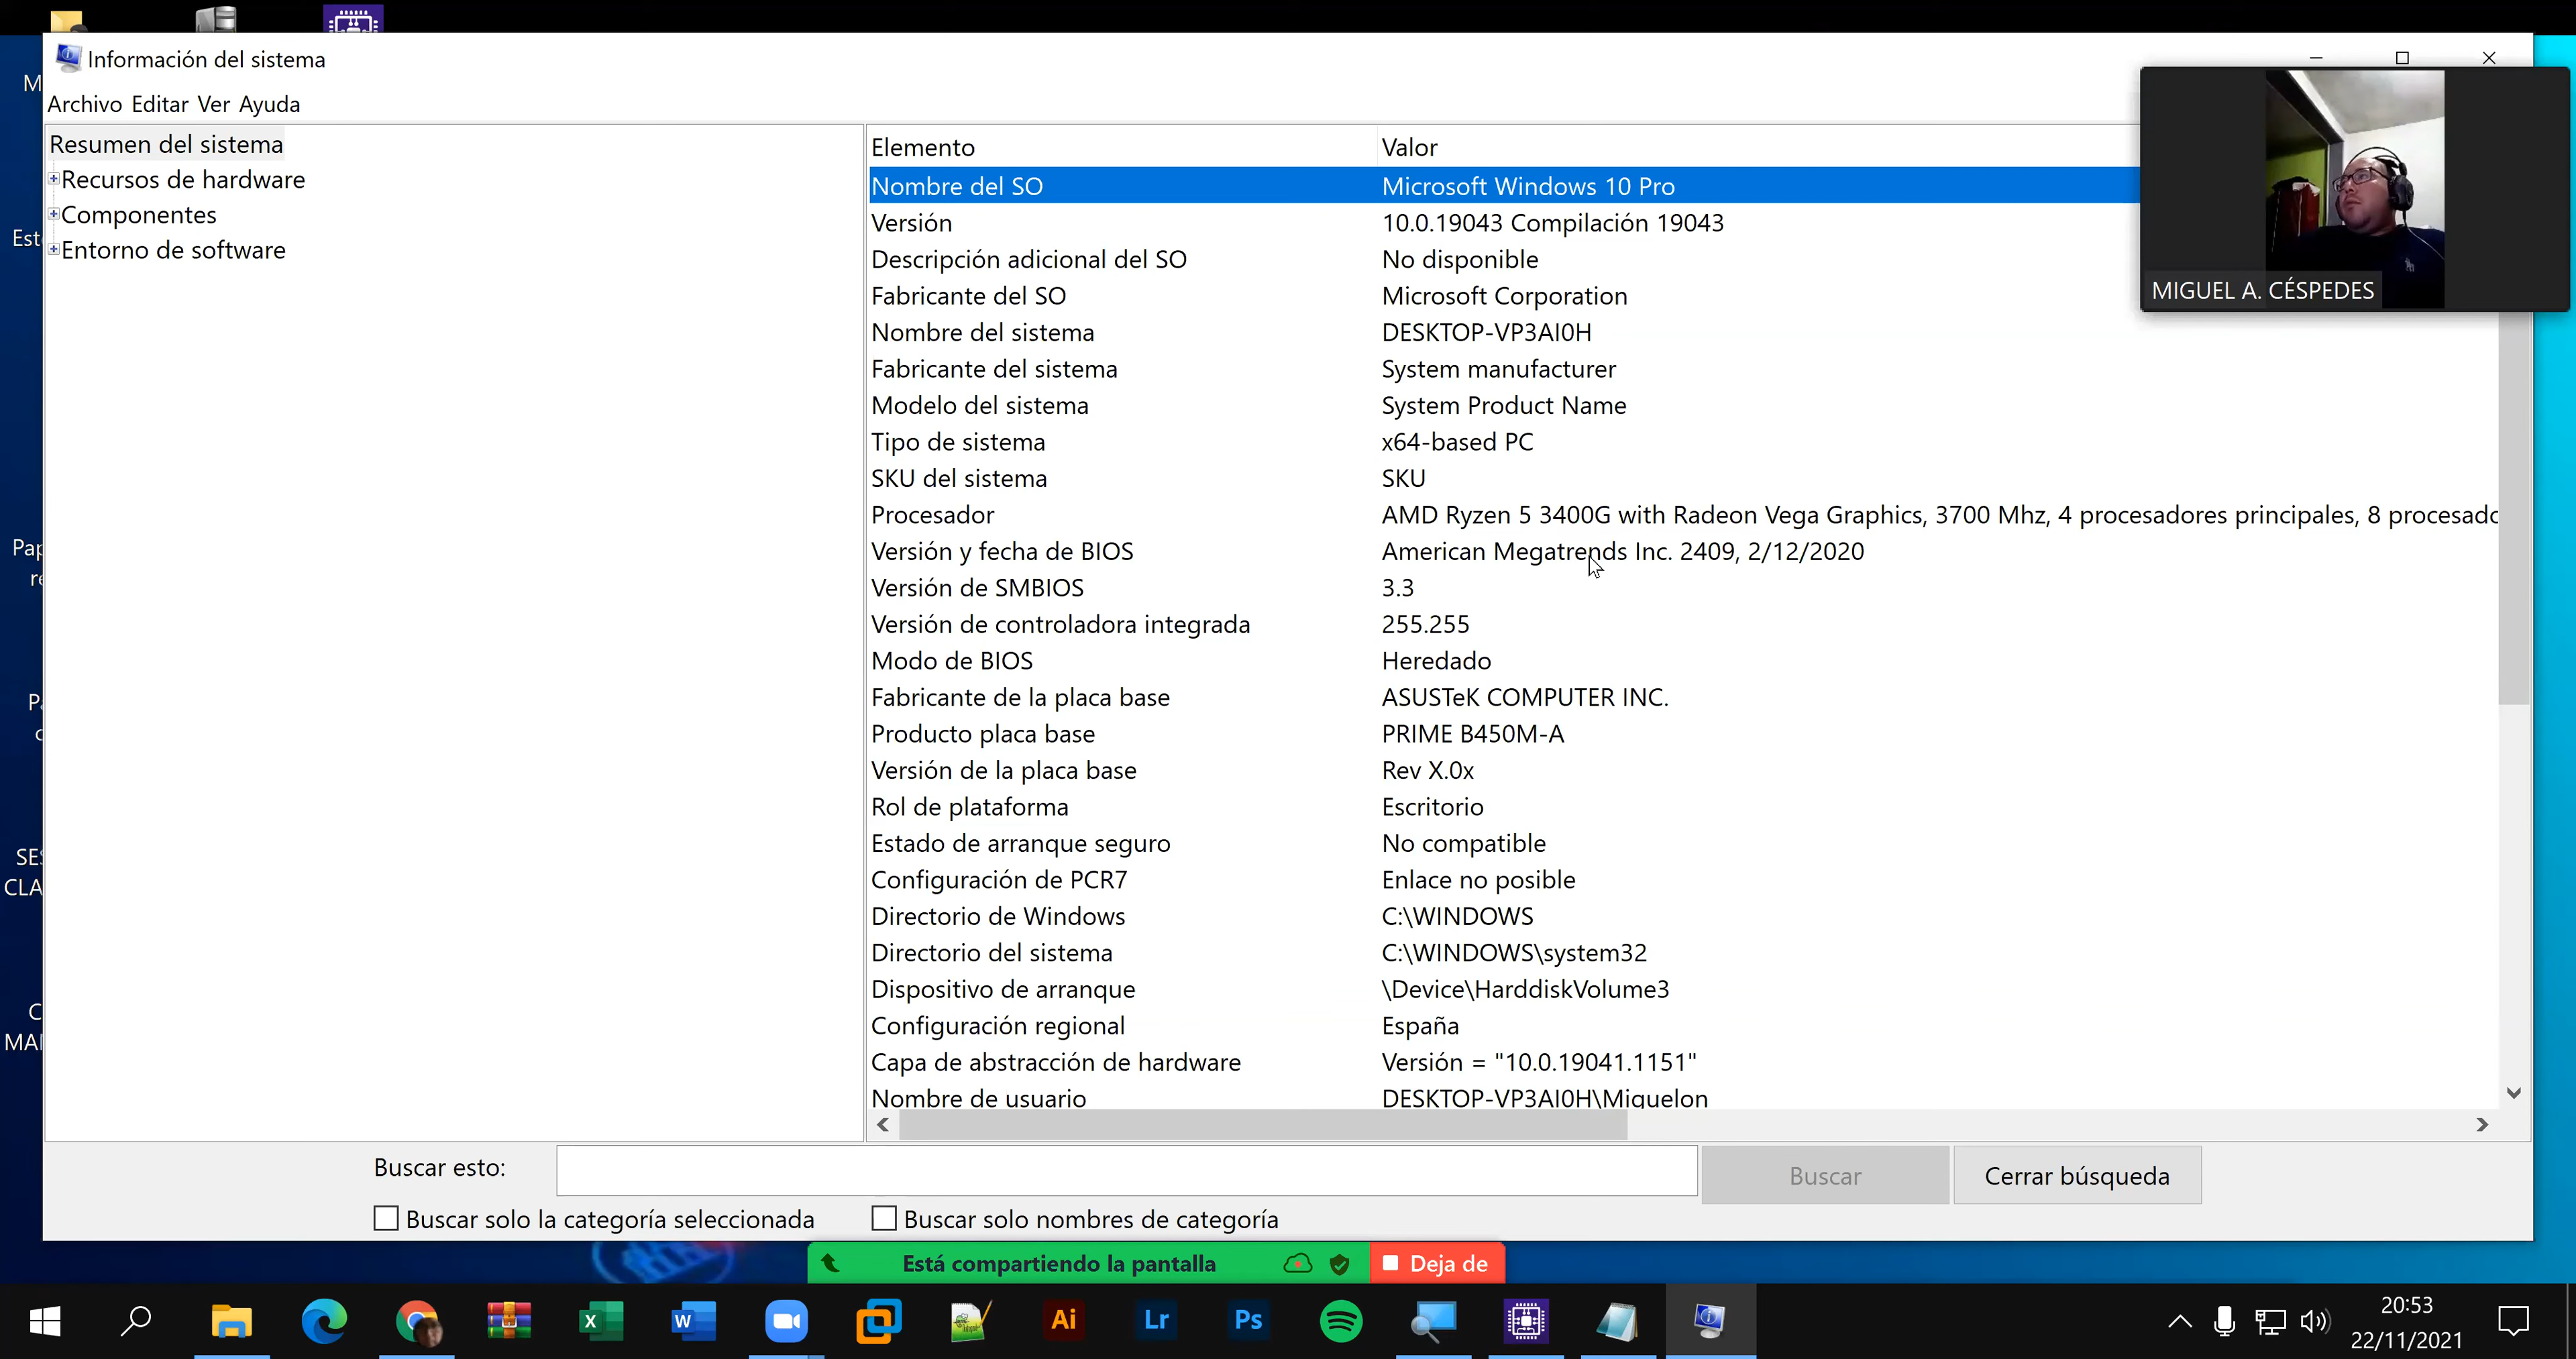 Información del sistema
Archivo Editar Ver Ayuda
Resumen del sistema
Recursos de hardware
Componentes
Entorno de software
Elemento Valor
Nombre del SO Microsoft Windows 10 Pro
Versión 10.0.19043 Compilación 19043
Descripción adicional del SO No disponible
Fabricante del SO Microsoft Corporation
Nombre del sistema DESKTOP-VP3AI0H
Fabricante del sistema System manufacturer
Modelo del sistema System Product Name
Tipo de sistema x64-based PC
SKU del sistema SKU
Procesador AMD Ryzen 5 3400G with Radeon Vega Graphics, 3700 Mhz, 4 procesadores principales, 8 procesado
Versión y fecha de BIOS American Megatrends Inc. 2409, 2/12/2020
Versión de SMBIOS 3.3
Versión de controladora integrada 255.255
Modo de BIOS Heredado
Fabricante de la placa base ASUSTeK COMPUTER INC.
Producto placa base PRIME B450M-A
Versión de la placa base Rev X.0x
Rol de plataforma Escritorio
Estado de arranque seguro No compatible
Configuración de PCR7 Enlace no posible
Directorio de Windows C:\WINDOWS
Directorio del sistema C:\WINDOWS\system32
Dispositivo de arranque \Device\HarddiskVolume3
Configuración regional España
Capa de abstracción de hardware Versión = "10.0.19041.1151"
Nombre de usuario DESKTOP-VP3AI0H\Miguelon
MIGUEL A. CÉSPEDES
Buscar esto:
Buscar
Cerrar búsqueda
Buscar solo la categoría seleccionada
Buscar solo nombres de categoría
Está compartiendo la pantalla
Deja de
M
Est
Pap
re
SES
CLA
C
MAN
Ai
Lr
Ps
20:53
22/11/2021